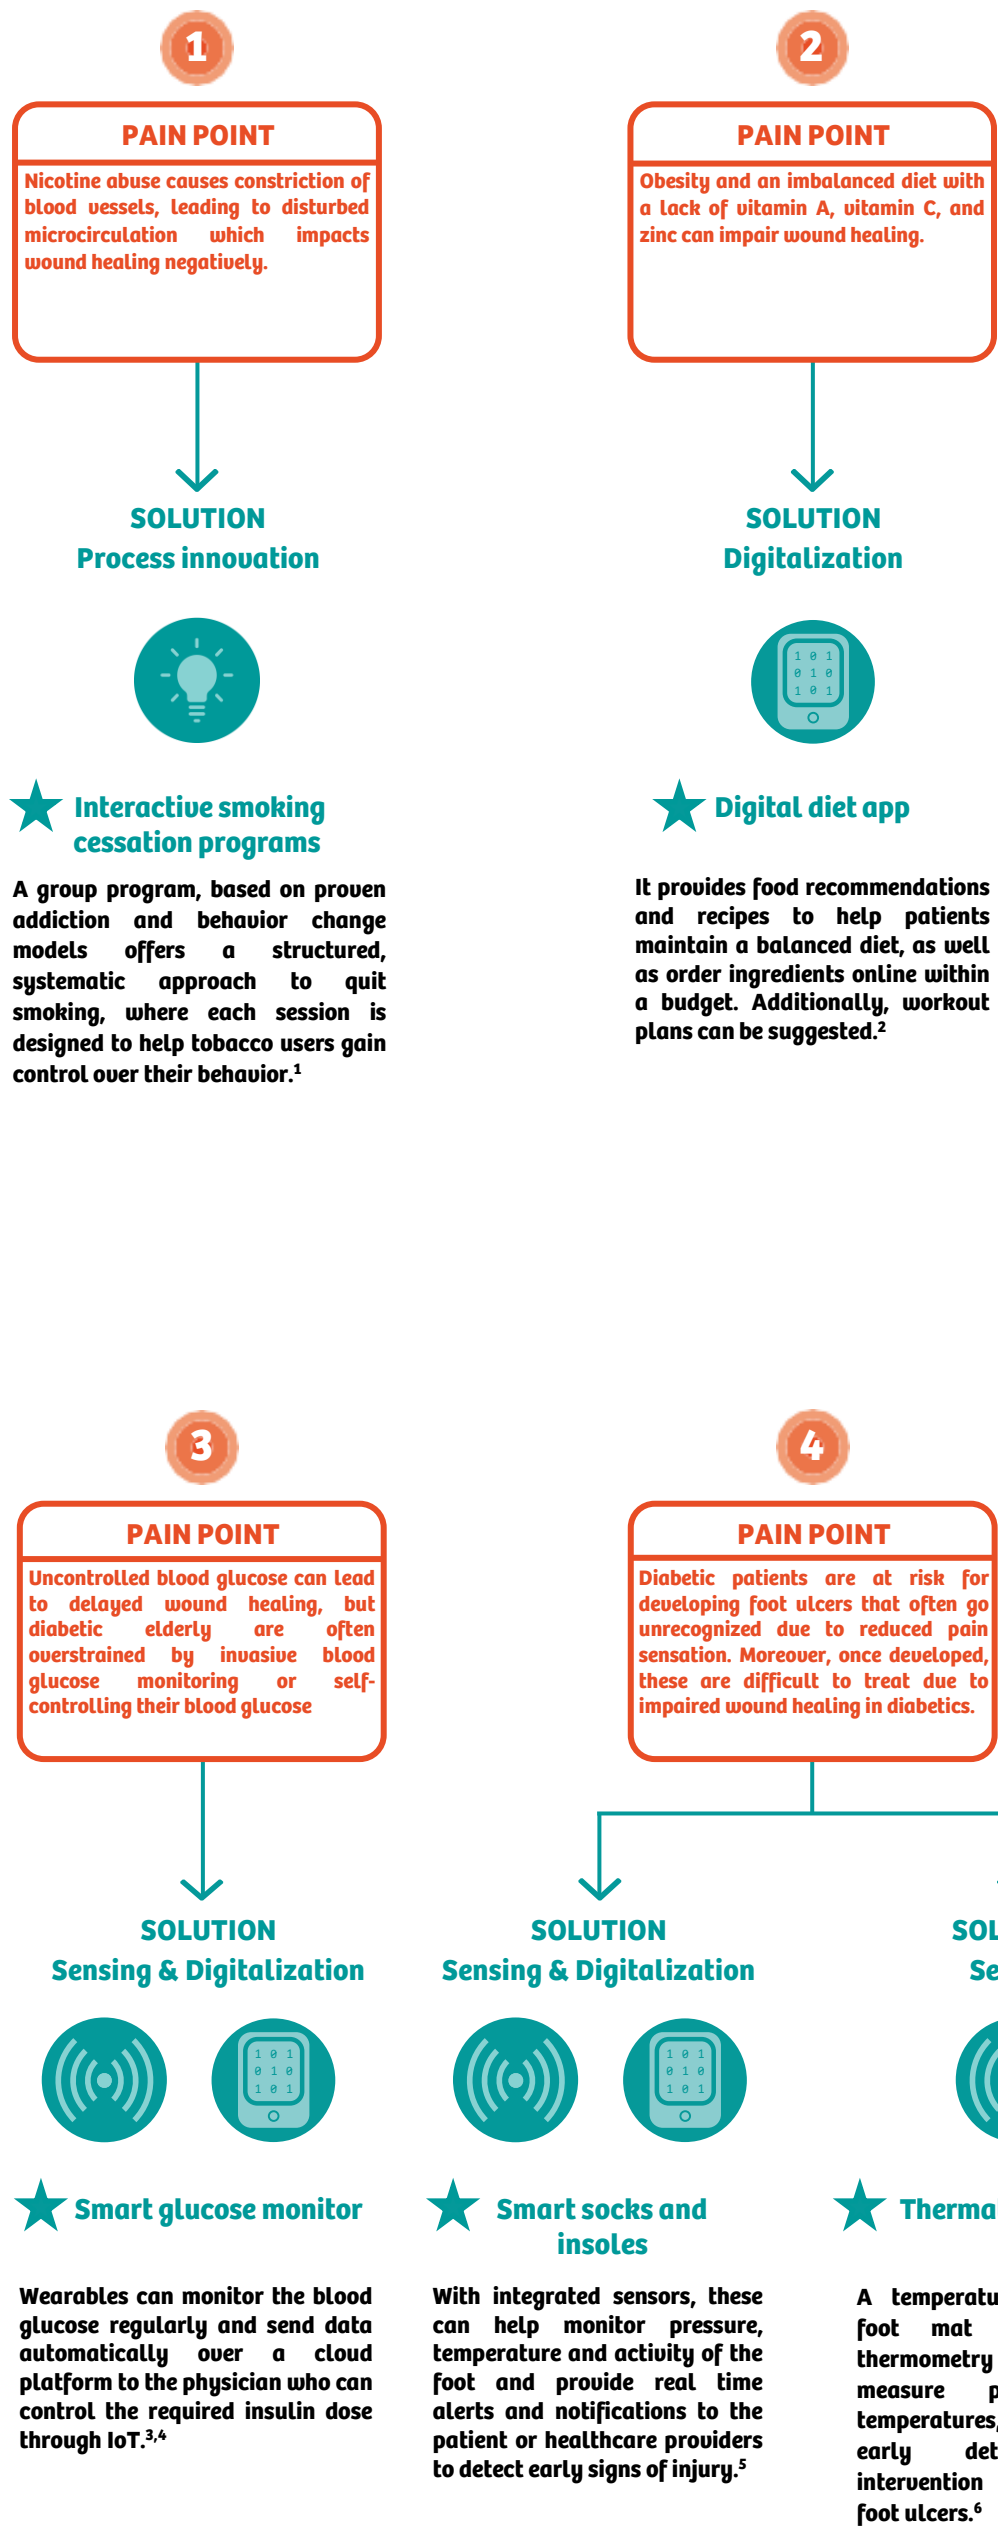 1
PAIN POINT
Nicotine abuse causes constriction of
blood vessels, leading to disturbed
microcirculation which impacts
wound healing negatively.
SOLUTION
Process innovation
Interactive smoking
cessation programs
A group program, based on proven
addiction and behavior change
models offers a structured,
systematic approach to quit
smoking, where each session is
designed to help tobacco users gain
control over their behavior.¹
2
PAIN POINT
Obesity and an imbalanced diet with
a lack of vitamin A, vitamin C, and
zinc can impair wound healing.
SOLUTION
Digitalization
1 0 1
0 1 0
1 0 1
Digital diet app
It provides food recommendations
and recipes to help patients
maintain a balanced diet, as well
as order ingredients online within
a budget. Additionally, workout
plans can be suggested.²
3
PAIN POINT
Uncontrolled blood glucose can lead
to delayed wound healing, but
diabetic elderly are often
overstrained by invasive blood
glucose monitoring or self-
controlling their blood glucose
SOLUTION
Sensing & Digitalization
1 0 1
0 1 0
1 0 1
Smart glucose monitor
Wearables can monitor the blood
glucose regularly and send data
automatically over a cloud
platform to the physician who can
control the required insulin dose
through IoT.³,⁴
4
PAIN POINT
Diabetic patients are at risk for
developing foot ulcers that often go
unrecognized due to reduced pain
sensation. Moreover, once developed,
these are difficult to treat due to
impaired wound healing in diabetics.
SOLUTION
Sensing & Digitalization
1 0 1
0 1 0
1 0 1
Smart socks and
insoles
With integrated sensors, these
can help monitor pressure,
temperature and activity of the
foot and provide real time
alerts and notifications to the
patient or healthcare providers
to detect early signs of injury.⁵
SOL
Se
Therma
A temperatu
foot mat
thermometry
measure p
temperatures,
early det
intervention
foot ulcers.⁶